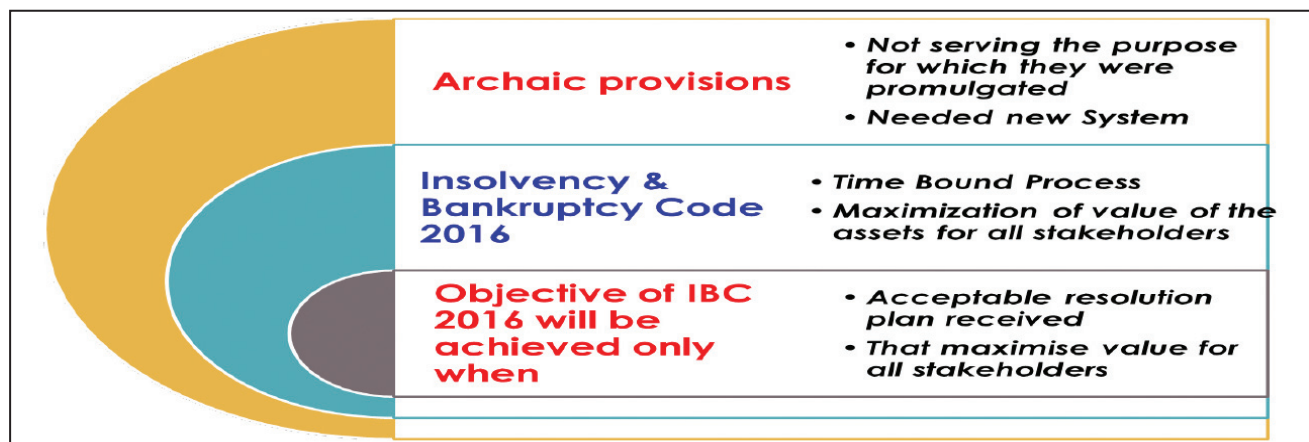 Archaic provisions
• Not serving the purpose
for which they were
promulgated
• Needed new System
Insolvency &
Bankruptcy Code
2016
• Time Bound Process
• Maximization of value of the
assets for all stakeholders
Objective of IBC
2016 will be
achieved only
when
• Acceptable resolution
plan received
• That maximise value for
all stakeholders